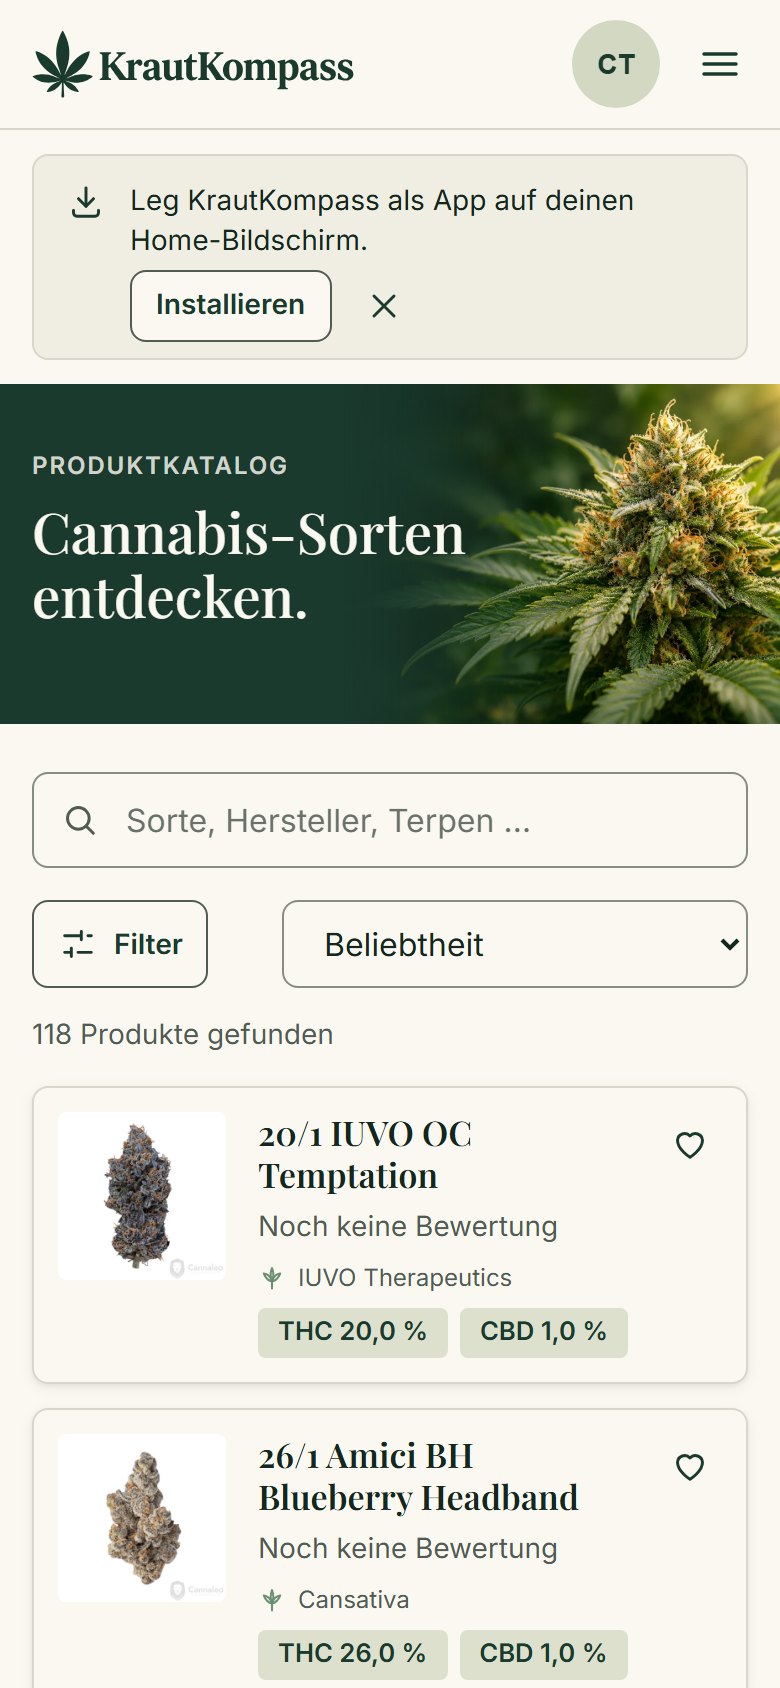 KrautKompass
CT
Leg KrautKompass als App auf deinen
Home-Bildschirm.
Installieren
PRODUKTKATALOG
Cannabis-Sorten
entdecken.
Sorte, Hersteller, Terpen ...
Filter
Beliebtheit
118 Produkte gefunden
20/1 IUVO OC
Temptation
Noch keine Bewertung
IUVO Therapeutics
THC 20,0 %
CBD 1,0 %
Cannaleo
26/1 Amici BH
Blueberry Headband
Noch keine Bewertung
Cansativa
THC 26,0 %
CBD 1,0 %
Cannaleo